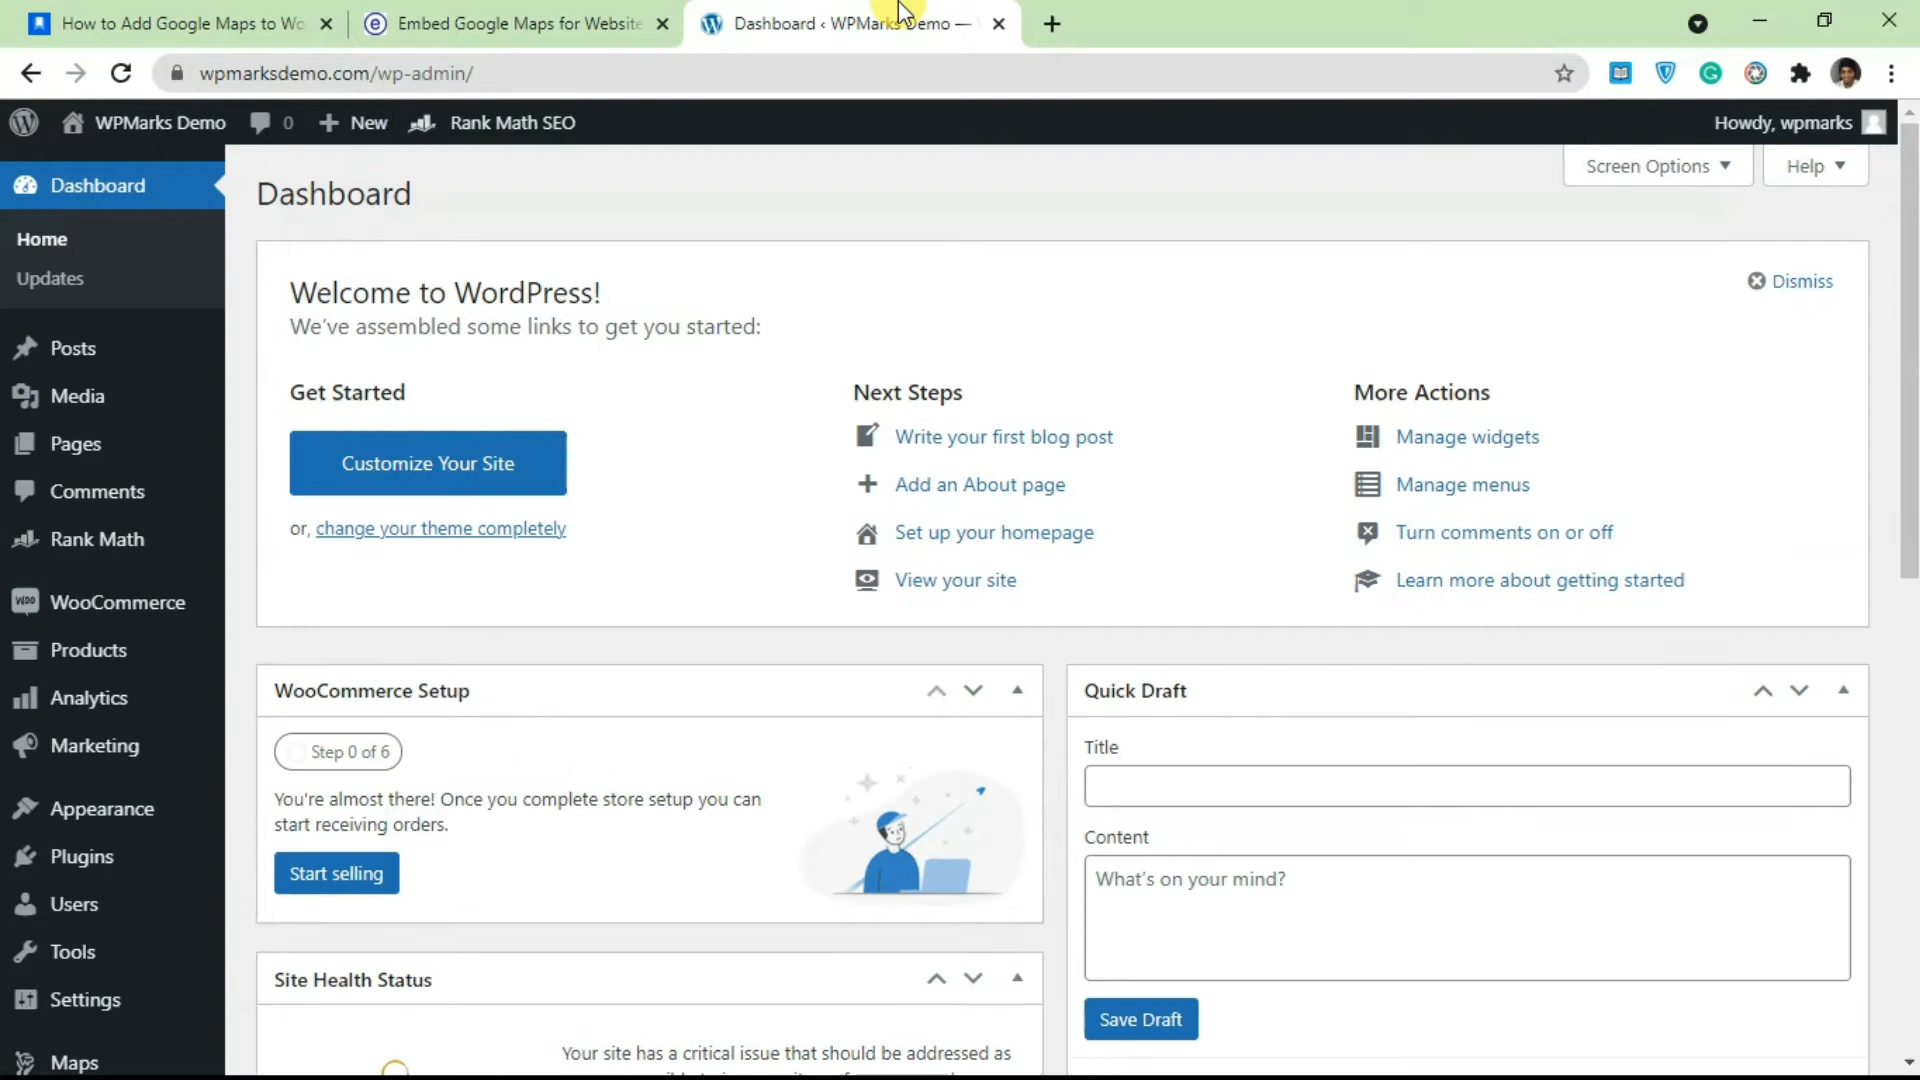 How to Add Google Maps to Wo
Embed Google Maps for Website
Dashboard ‹ WPMarks Demo —
wpmarksdemo.com/wp-admin/
WPMarks Demo 0 New Rank Math SEO
Howdy, wpmarks
Screen Options
Help
Dashboard
Home
Updates
Posts
Media
Pages
Comments
Rank Math
WooCommerce
Products
Analytics
Marketing
Appearance
Plugins
Users
Tools
Settings
Maps
Dashboard
Welcome to WordPress!
We've assembled some links to get you started:
Dismiss
Get Started
Customize Your Site
or, change your theme completely
Next Steps
Write your first blog post
Add an About page
Set up your homepage
View your site
More Actions
Manage widgets
Manage menus
Turn comments on or off
Learn more about getting started
WooCommerce Setup
Step 0 of 6
You're almost there! Once you complete store setup you can
start receiving orders.
Start selling
Site Health Status
Your site has a critical issue that should be addressed as
Quick Draft
Title
Content
What's on your mind?
Save Draft